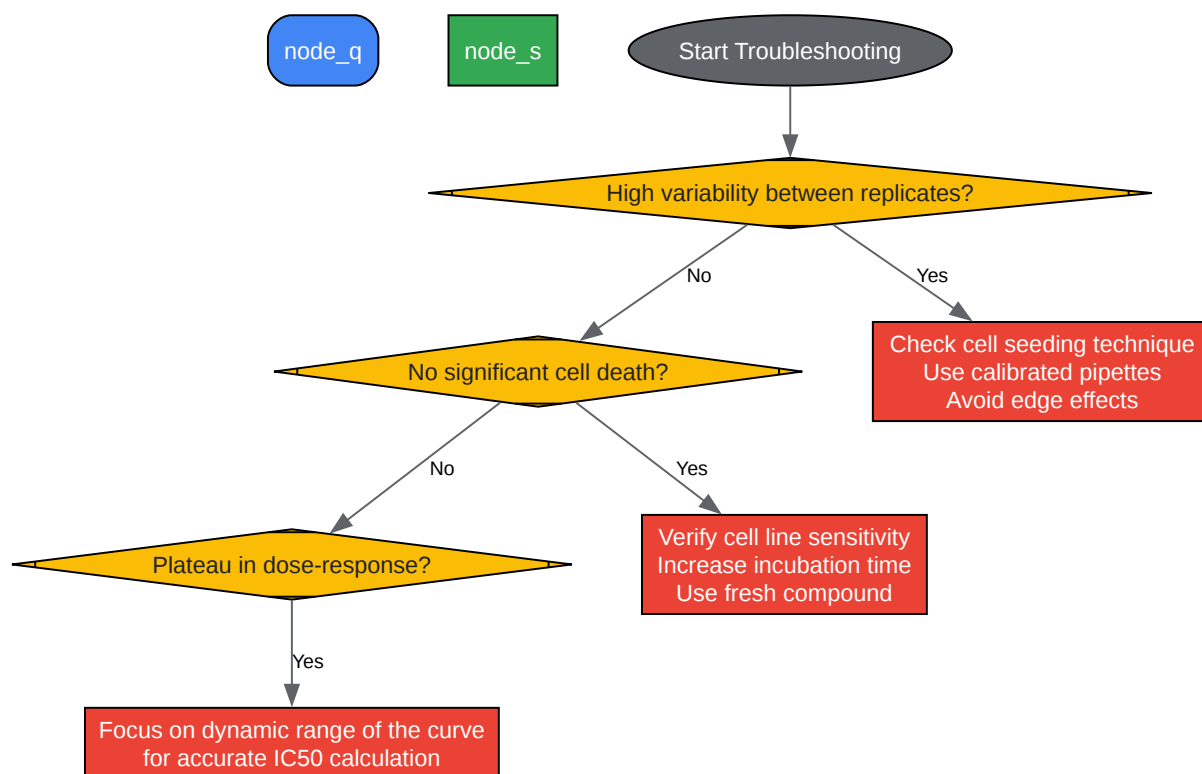 node_q
node_s
Start Troubleshooting
High variability between replicates?
No
Yes
Check cell seeding technique
Use calibrated pipettes
Avoid edge effects
No significant cell death?
No
Yes
Verify cell line sensitivity
Increase incubation time
Use fresh compound
Plateau in dose-response?
Yes
Focus on dynamic range of the curve
for accurate IC50 calculation